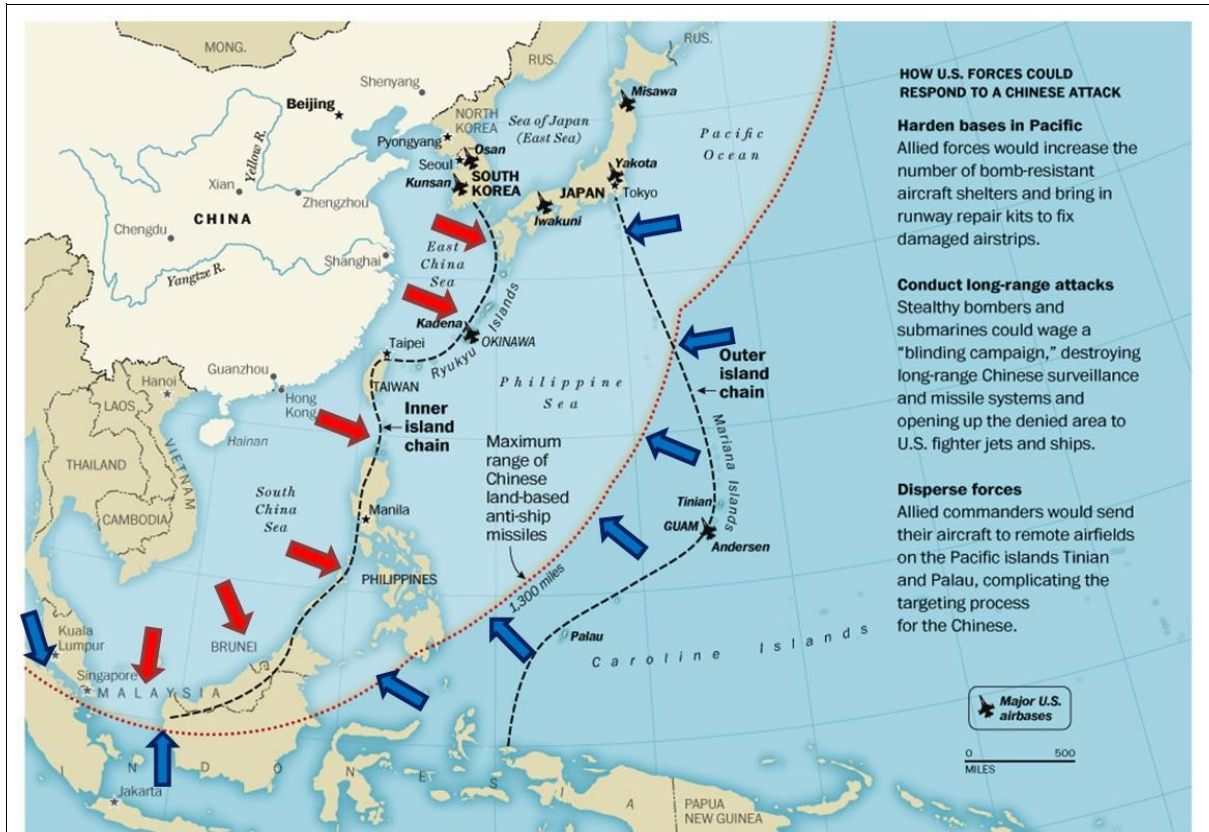 MONG.
RUS.
RUS.
Shenyang
Beijing
NORTH
KOREA
Sea of Japan
(East Sea)
Misawa
Pacific
Ocean
Pyongyang
Osan
Seoul
Yellow R.
Kunsan
SOUTH
KOREA
Yakota
JAPAN
Tokyo
Iwakuni
Xian
Zhengzhou
CHINA
Chengdu
Shanghai
Yangtze R.
East
China
Sea
Kadena
OKINAWA
Ryukyu Islands
Taipei
TAIWAN
Guangzhou
Hong
Kong
Hanoi
LAOS
Hainan
VIETNAM
THAILAND
CAMBODIA
Inner
island
chain
Philippine
Sea
Outer
island
chain
Mariana Islands
Maximum
range of
Chinese
land-based
anti-ship
missiles
1,300 miles
South
China
Sea
Manila
PHILIPPINES
Tinian
GUAM
Andersen
Palau
Caroline Islands
BRUNEI
Kuala
Lumpur
Singapore
MALAYSIA
INDONESIA
Jakarta
PAPUA
NEW GUINEA
HOW U.S. FORCES COULD
RESPOND TO A CHINESE ATTACK
Harden bases in Pacific
Allied forces would increase the
number of bomb-resistant
aircraft shelters and bring in
runway repair kits to fix
damaged airstrips.
Conduct long-range attacks
Stealthy bombers and
submarines could wage a
“blinding campaign,” destroying
long-range Chinese surveillance
and missile systems and
opening up the denied area to
U.S. fighter jets and ships.
Disperse forces
Allied commanders would send
their aircraft to remote airfields
on the Pacific islands Tinian
and Palau, complicating the
targeting process
for the Chinese.
Major U.S.
airbases
0 500
MILES